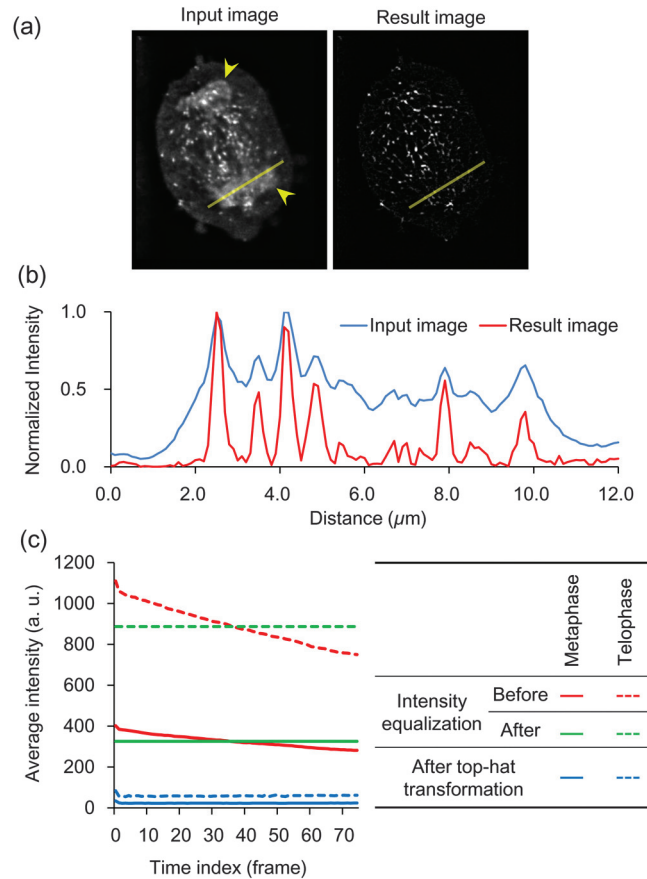 (a)
Input image
Result image
(b)
Normalized Intensity
1.0
0.5
0.0
Input image
Result image
0.0 2.0 4.0 6.0 8.0 10.0 12.0
Distance (µm)
(c)
Average intensity (a. u.)
1200
1000
800
600
400
200
0
0 10 20 30 40 50 60 70
Time index (frame)
Metaphase
Telophase
Intensity
equalization
Before
After
After top-hat
transformation